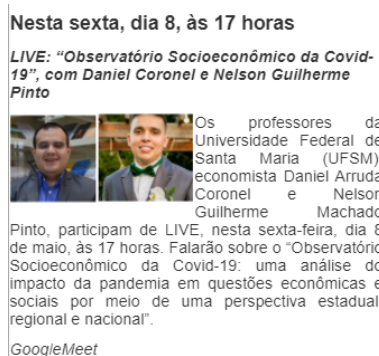 Nesta sexta, dia 8, às 17 horas
LIVE: “Observatório Socioeconômico da Covid-
19”, com Daniel Coronel e Nelson Guilherme
Pinto
Os professores da
Universidade Federal de
Santa Maria (UFSM)
economista Daniel Arruda
Coronel e Nelson
Guilherme Machado
Pinto, participam de LIVE, nesta sexta-feira, dia 8
de maio, às 17 horas. Falarão sobre o “Observatório
Socioeconômico da Covid-19: uma análise do
impacto da pandemia em questões econômicas e
sociais por meio de uma perspectiva estadual,
regional e nacional”.
GoogleMeet